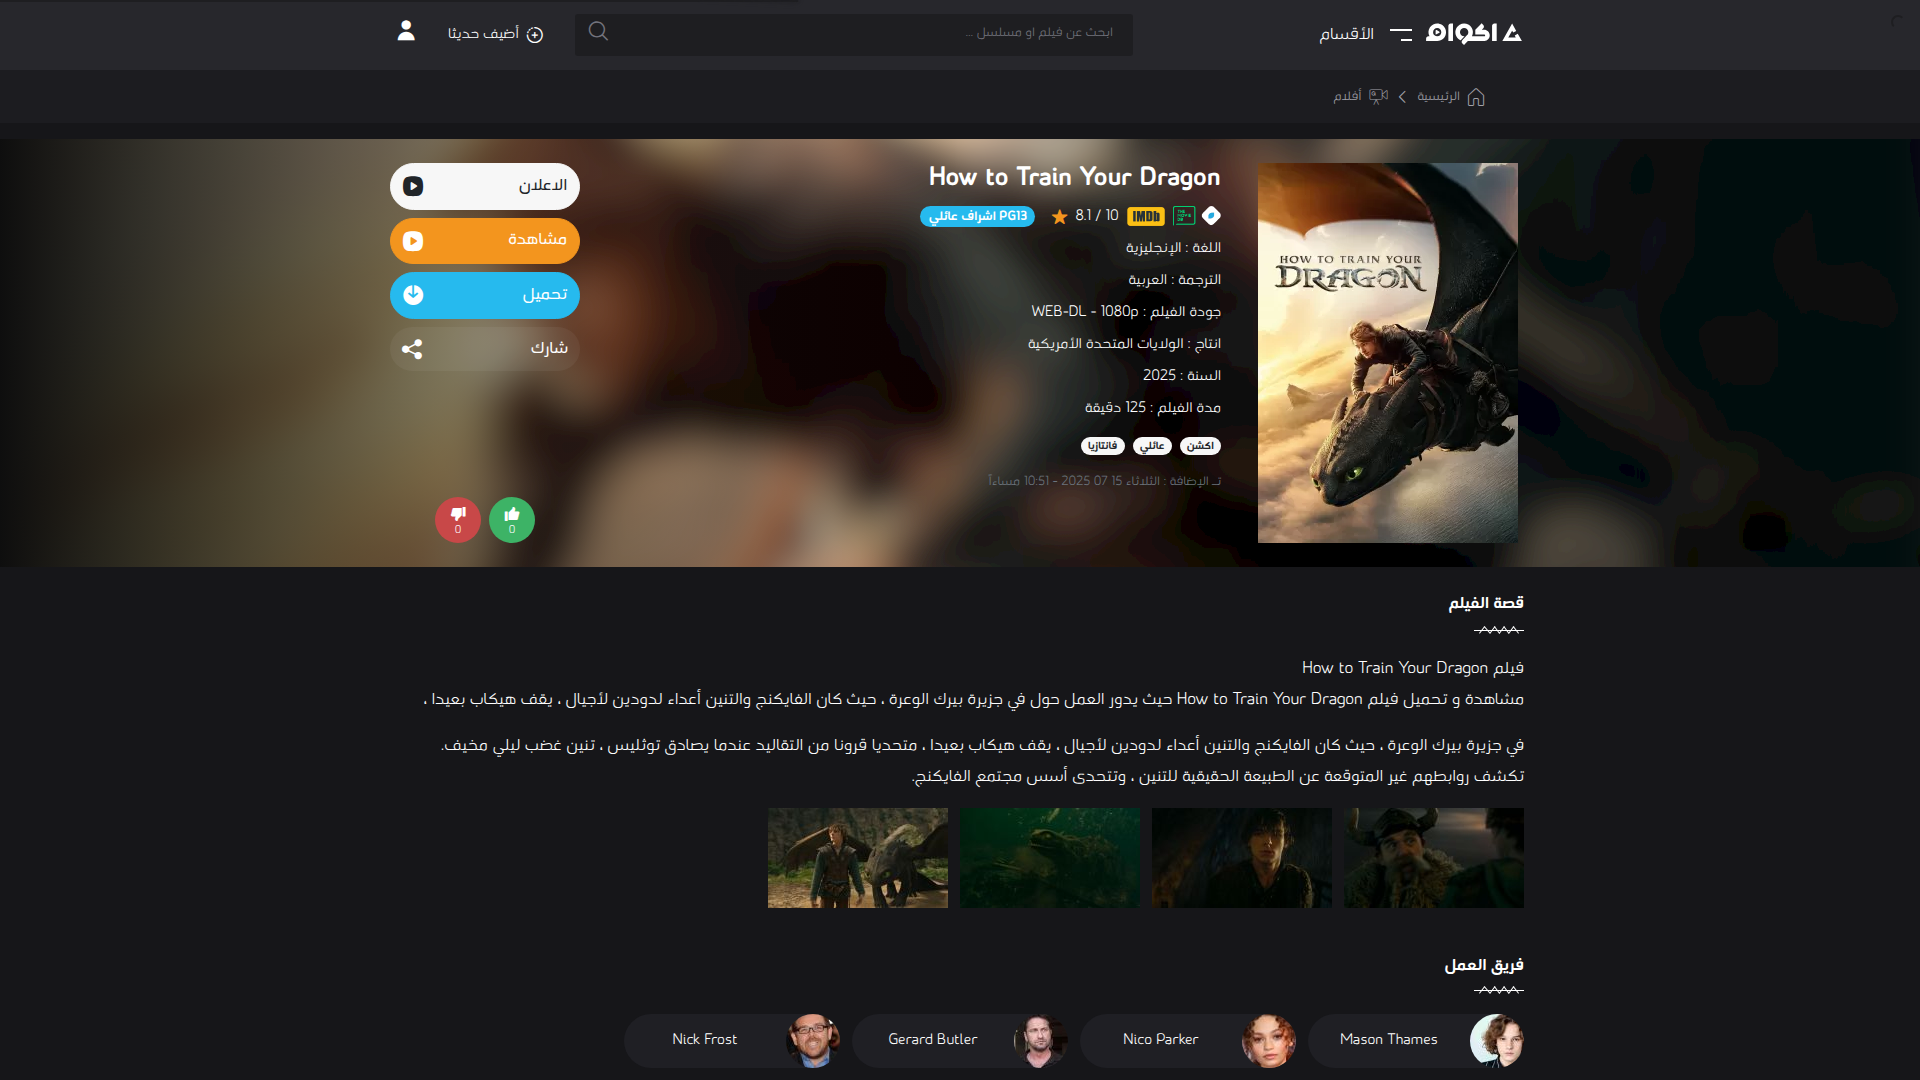 اكوام
الأقسام
ابحث عن فيلم او مسلسل ...
أضيف حديثا
الرئيسية
أفلام
HOW TO TRAIN YOUR
DRAGON
How to Train Your Dragon
IMDb 8.1 / 10 PG13 اشراف عائلي
اللغة : الإنجليزية
الترجمة : العربية
جودة الفيلم : WEB-DL - 1080p
انتاج : الولايات المتحدة الأمريكية
السنة : 2025
مدة الفيلم : 125 دقيقة
اكشن عائلي فانتازيا
تـ الإضافة : الثلاثاء 15 07 2025 - 10:51 مساءاً
الاعلان
مشاهدة
تحميل
شارك
0 0
قصة الفيلم
فيلم How to Train Your Dragon
مشاهدة و تحميل فيلم How to Train Your Dragon حيث يدور العمل حول في جزيرة بيرك الوعرة ، حيث كان الفايكنج والتنين أعداء لدودين لأجيال ، يقف هيكاب بعيدا ،
في جزيرة بيرك الوعرة ، حيث كان الفايكنج والتنين أعداء لدودين لأجيال ، يقف هيكاب بعيدا ، متحديا قرونا من التقاليد عندما يصادق توثليس ، تنين غضب ليلي مخيف.
تكشف روابطهم غير المتوقعة عن الطبيعة الحقيقية للتنين ، وتتحدى أسس مجتمع الفايكنج.
فريق العمل
Mason Thames
Nico Parker
Gerard Butler
Nick Frost